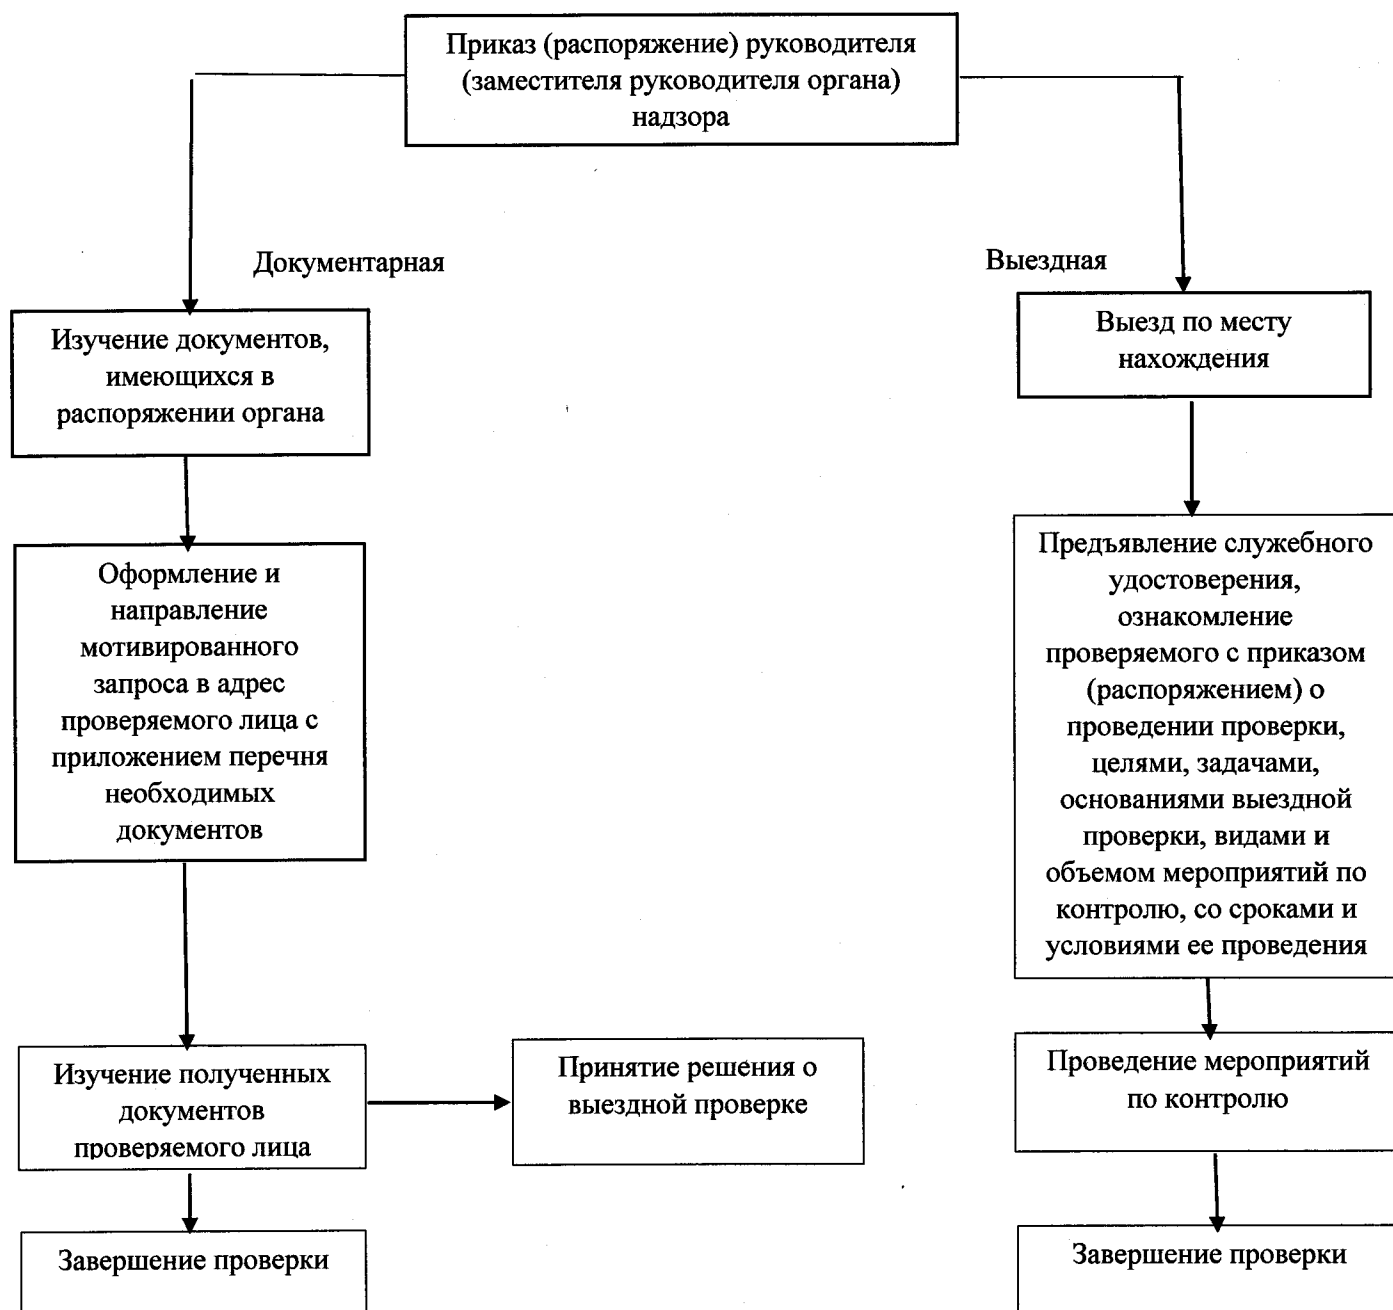 Приказ (распоряжение) руководителя
(заместителя руководителя органа)
надзора
Документарная
Выездная
Изучение документов,
имеющихся в
распоряжении органа
Выезд по месту
нахождения
Оформление и
направление
мотивированного
запроса в адрес
проверяемого лица с
приложением перечня
необходимых
документов
Предъявление служебного
удостоверения,
ознакомление
проверяемого с приказом
(распоряжением) о
проведении проверки,
целями, задачами,
основаниями выездной
проверки, видами и
объемом мероприятий по
контролю, со сроками и
условиями ее проведения
Изучение полученных
документов
проверяемого лица
Принятие решения о
выездной проверке
Проведение мероприятий
по контролю
Завершение проверки
Завершение проверки